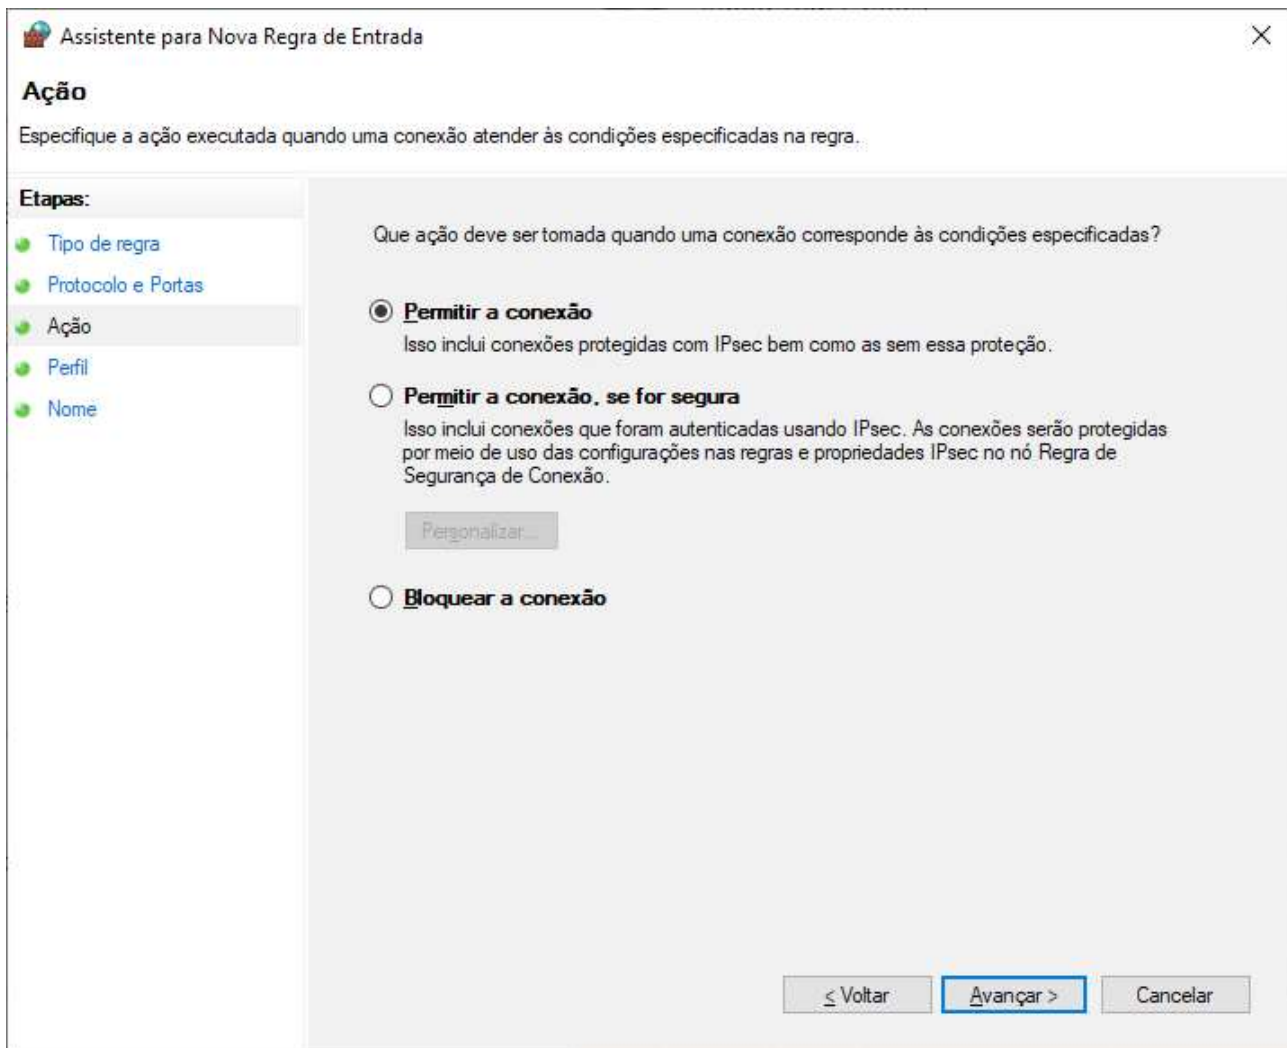 Assistente para Nova Regra de Entrada
Ação
Especifique a ação executada quando uma conexão atender às condições especificadas na regra.
Etapas:
Tipo de regra
Protocolo e Portas
Ação
Perfil
Nome
Que ação deve ser tomada quando uma conexão corresponde às condições especificadas?
Permitir a conexão
Isso inclui conexões protegidas com IPsec bem como as sem essa proteção.
Permitir a conexão, se for segura
Isso inclui conexões que foram autenticadas usando IPsec. As conexões serão protegidas
por meio de uso das configurações nas regras e propriedades IPsec no nó Regra de
Segurança de Conexão.
Personalizar...
Bloquear a conexão
< Voltar
Avançar >
Cancelar